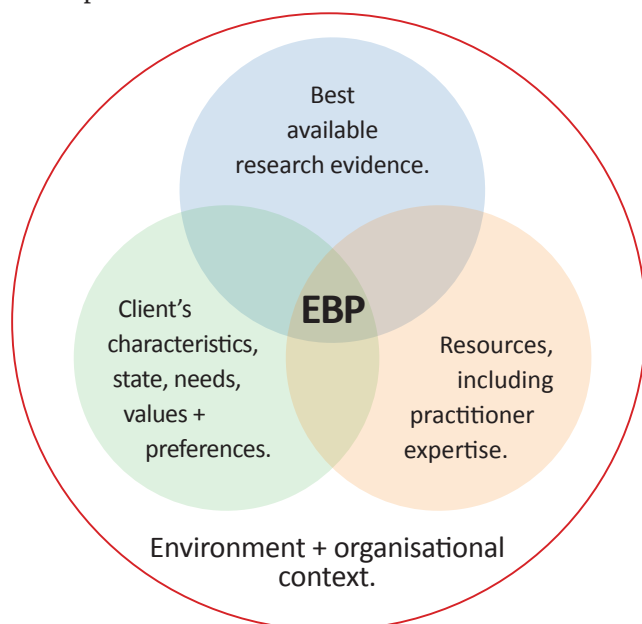 Best
available
research evidence.
EBP
Client's
characteristics,
state, needs,
values +
preferences.
Resources,
including
practitioner
expertise.
Environment + organisational
context.